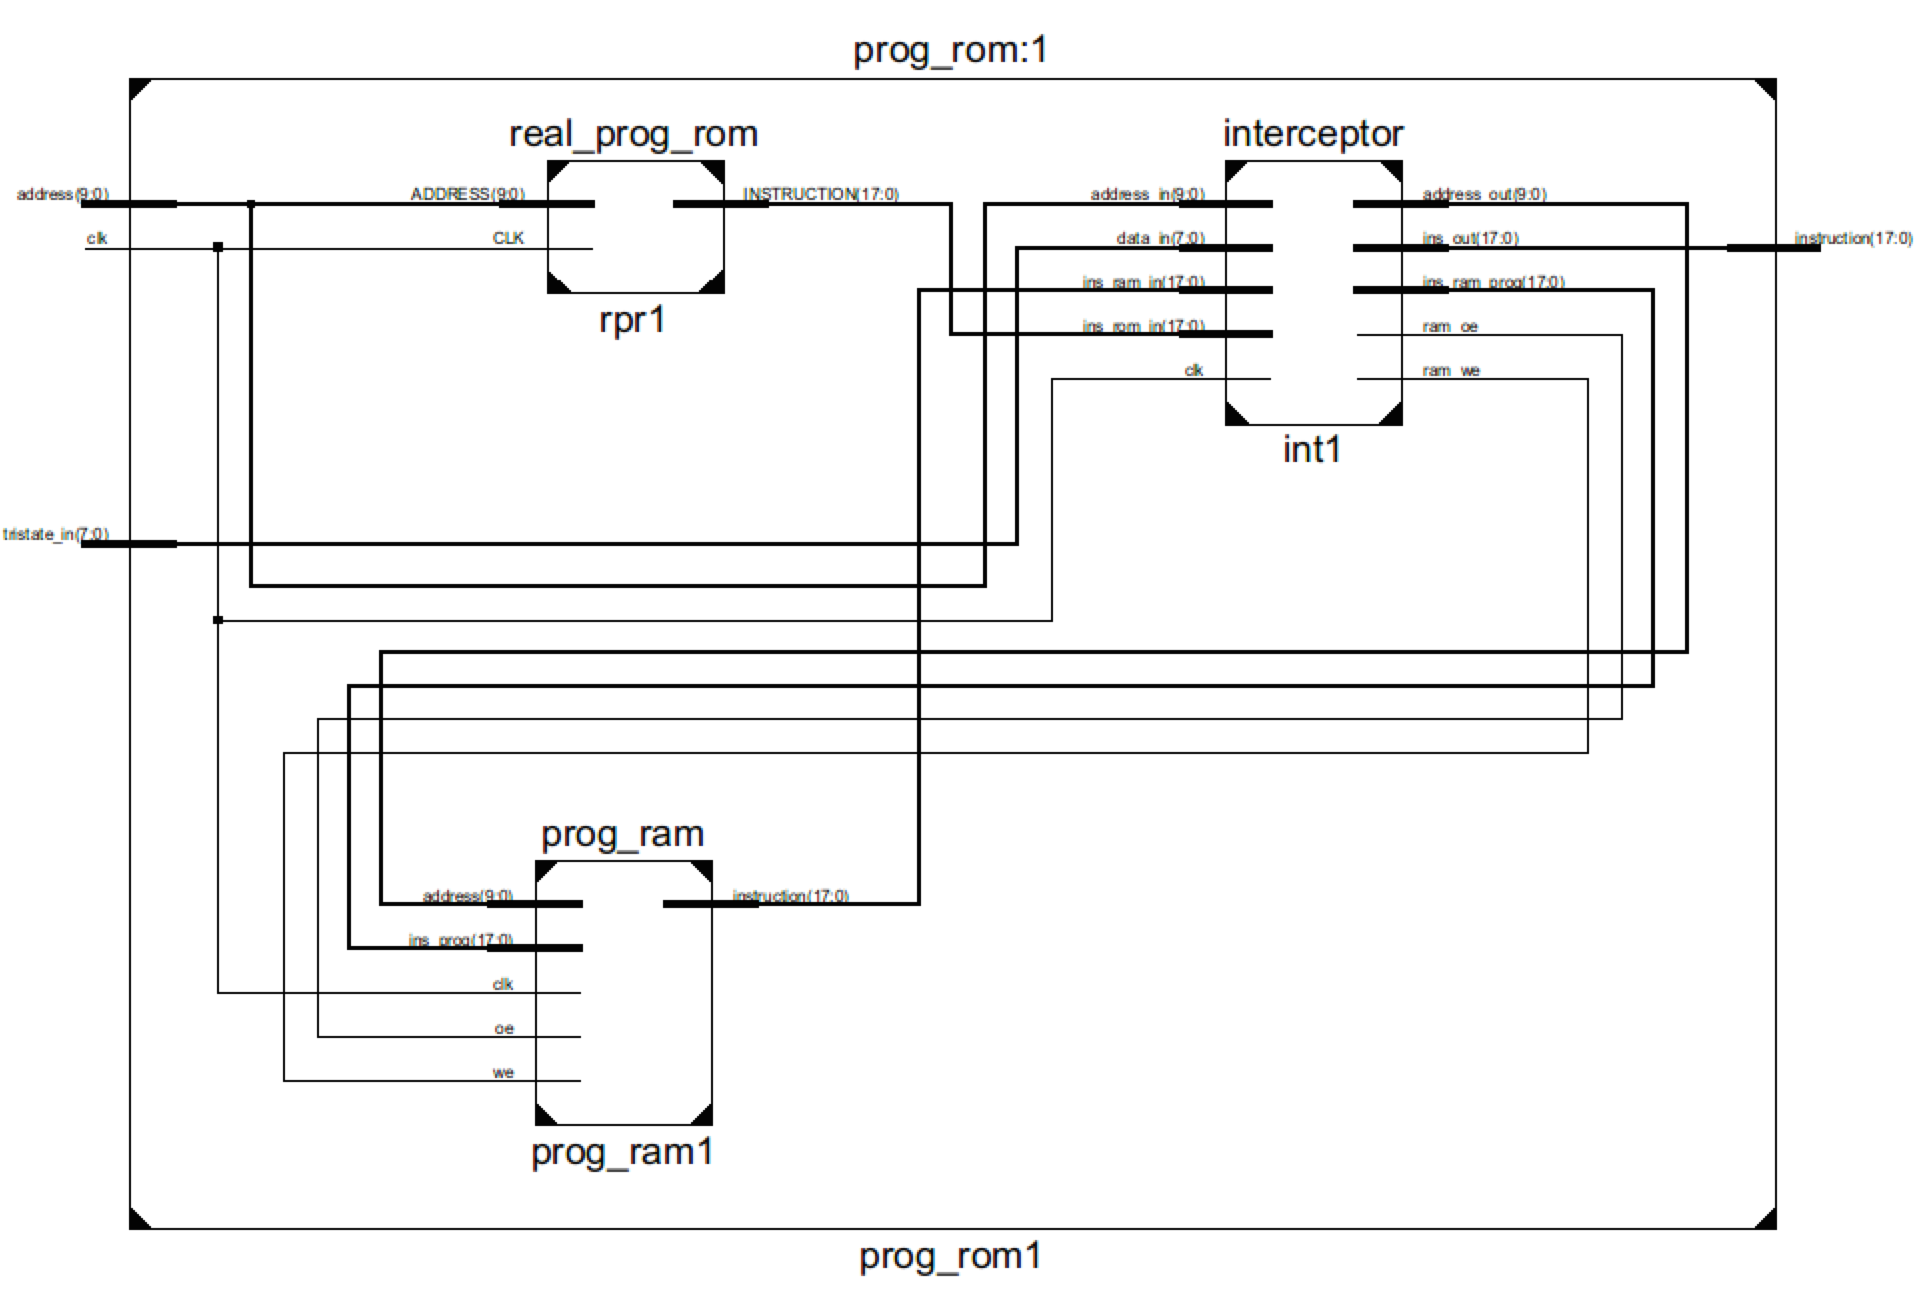 prog_rom:1
real_prog_rom
interceptor
address(9:0)
ADDRESS(9:0)
INSTRUCTION(17:0)
address_in(9:0)
address_out(9:0)
clk
CLK
data_in(7:0)
ins_out(17:0)
instruction(17:0)
ins_ram_in(17:0)
ins_ram_prog(17:0)
rpr1
ins_rom_in(17:0)
ram_oe
clk
ram_we
int1
tristate_in(7:0)
prog_ram
address(9:0)
instruction(17:0)
ins_prog(17:0)
clk
oe
we
prog_ram1
prog_rom1